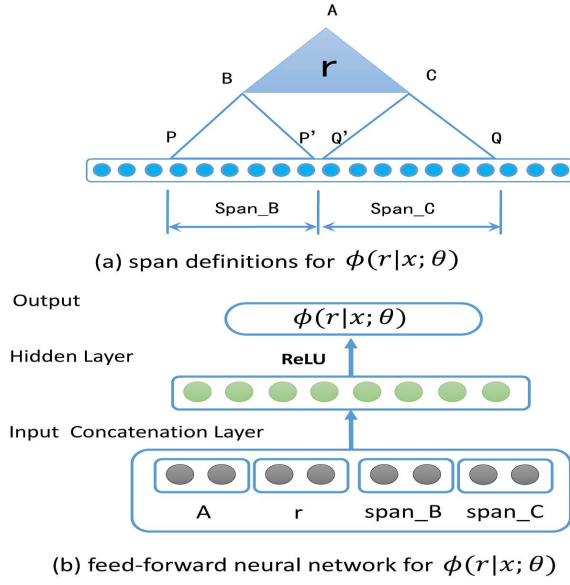 A
B
r
C
P
P'
Q'
Q
Span_B
Span_C
(a) span definitions for ϕ(r|x; θ)
Output
ϕ(r|x; θ)
Hidden Layer
ReLU
Input Concatenation Layer
A
r
span_B
span_C
(b) feed-forward neural network for ϕ(r|x; θ)